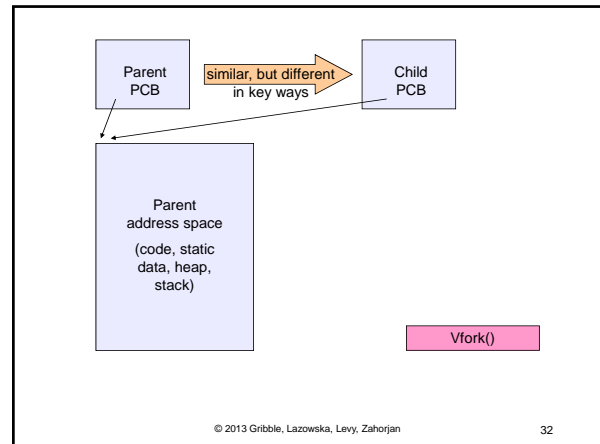 Parent
PCB
similar, but different
in key ways
Child
PCB
Parent
address space
(code, static
data, heap,
stack)
Vfork()
© 2013 Gribble, Lazowska, Levy, Zahorjan
32